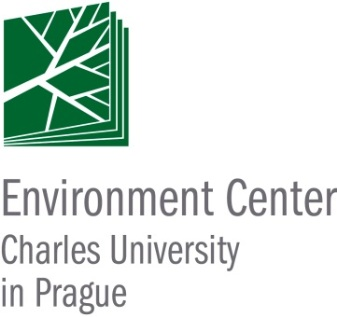 Environment Center
Charles University
in Prague